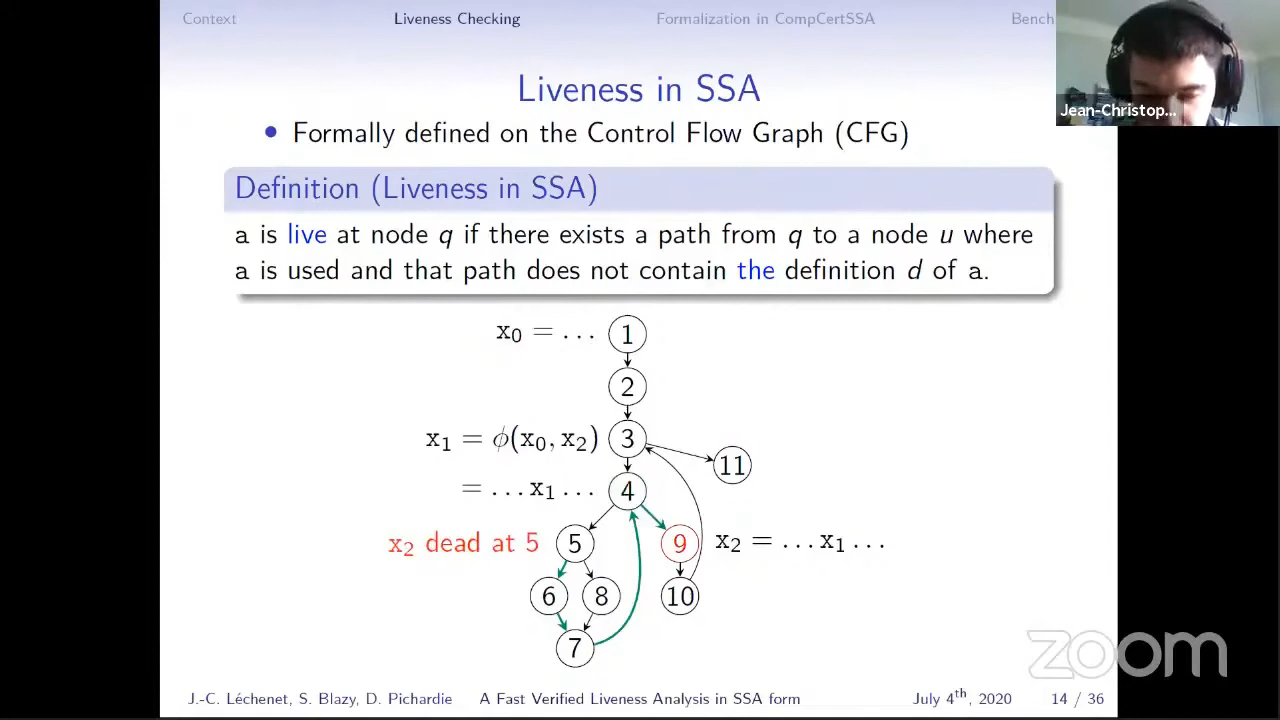 Context Liveness Checking Formalization in CompCertSSA Bench
Jean-Christop...
Liveness in SSA
• Formally defined on the Control Flow Graph (CFG)
Definition (Liveness in SSA)
a is live at node q if there exists a path from q to a node u where
a is used and that path does not contain the definition d of a.
x₀ = ... 1
2
x₁ = ϕ(x₀, x₂) 3
11
= ...x₁... 4
x₂ dead at 5 5 9 x₂ = ...x₁...
6 8 10
7
zoom
J.-C. Léchenet, S. Blazy, D. Pichardie A Fast Verified Liveness Analysis in SSA form July 4th, 2020 14 / 36